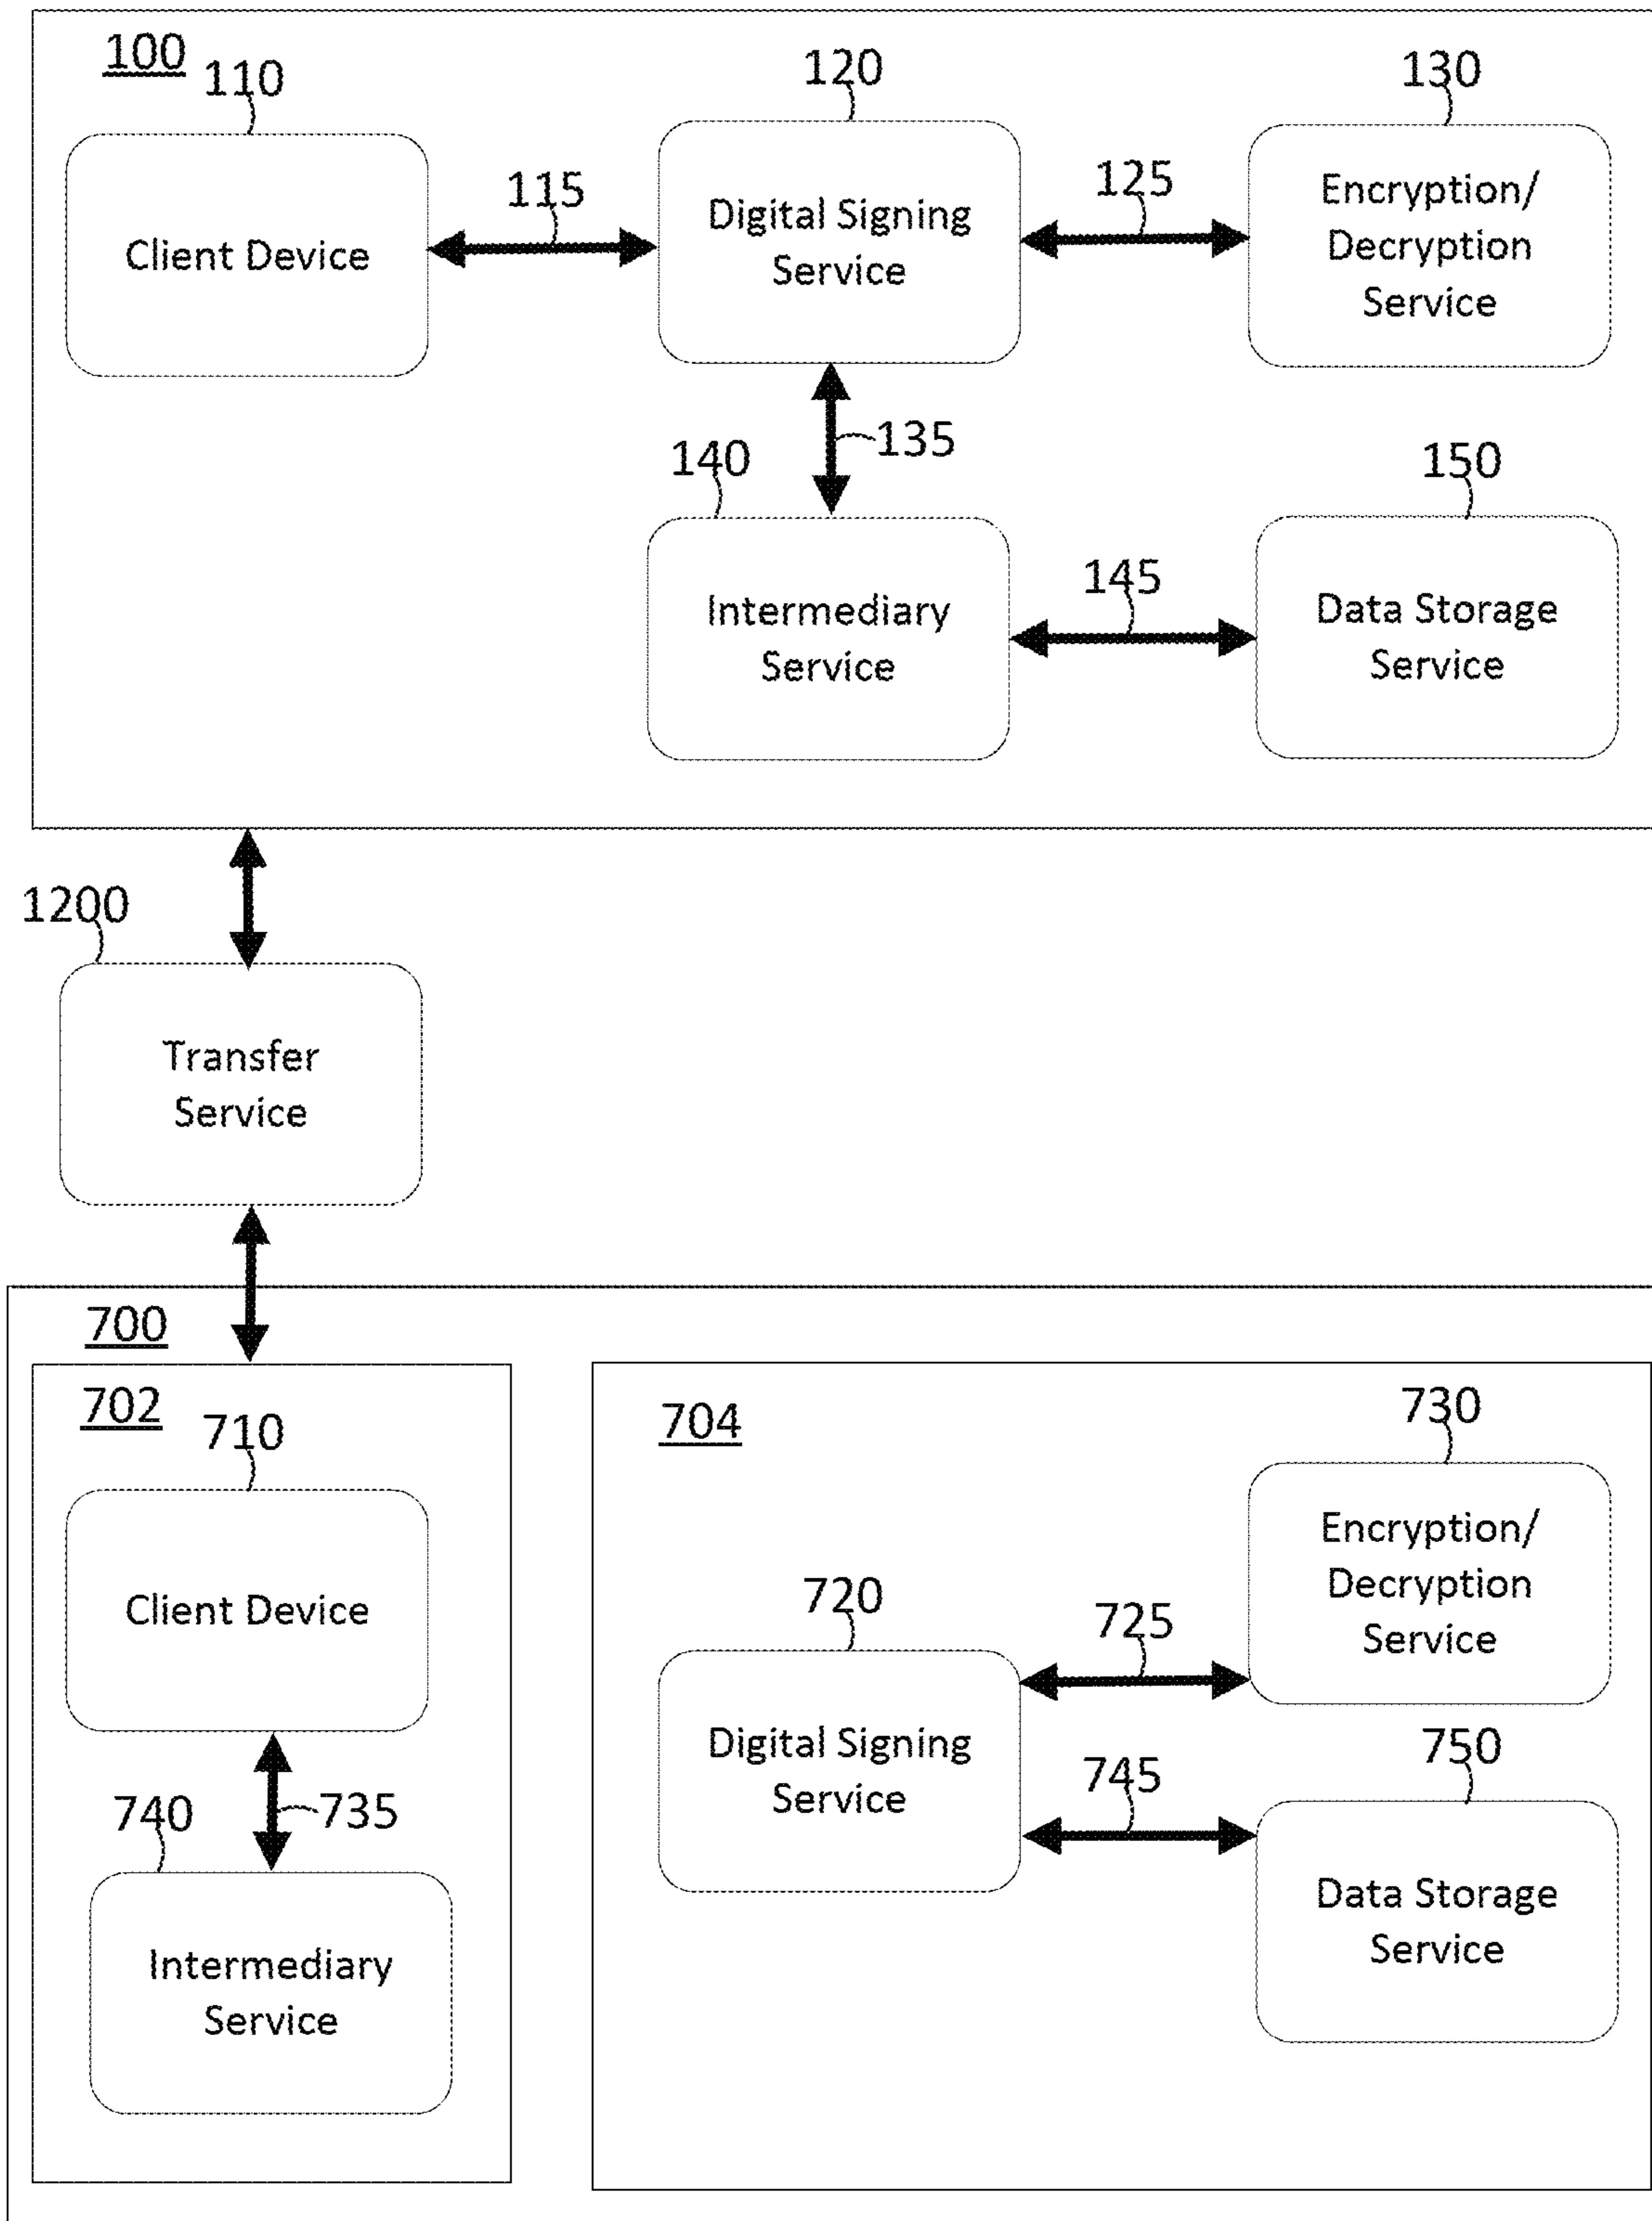 100
110
120
130
115
125
Client Device
Digital Signing
Service
Encryption/
Decryption
Service
135
140
150
145
Intermediary
Service
Data Storage
Service
1200
Transfer
Service
700
702
710
704
730
Client Device
Encryption/
Decryption
Service
720
725
Digital Signing
Service
745
750
740
735
Data Storage
Service
Intermediary
Service